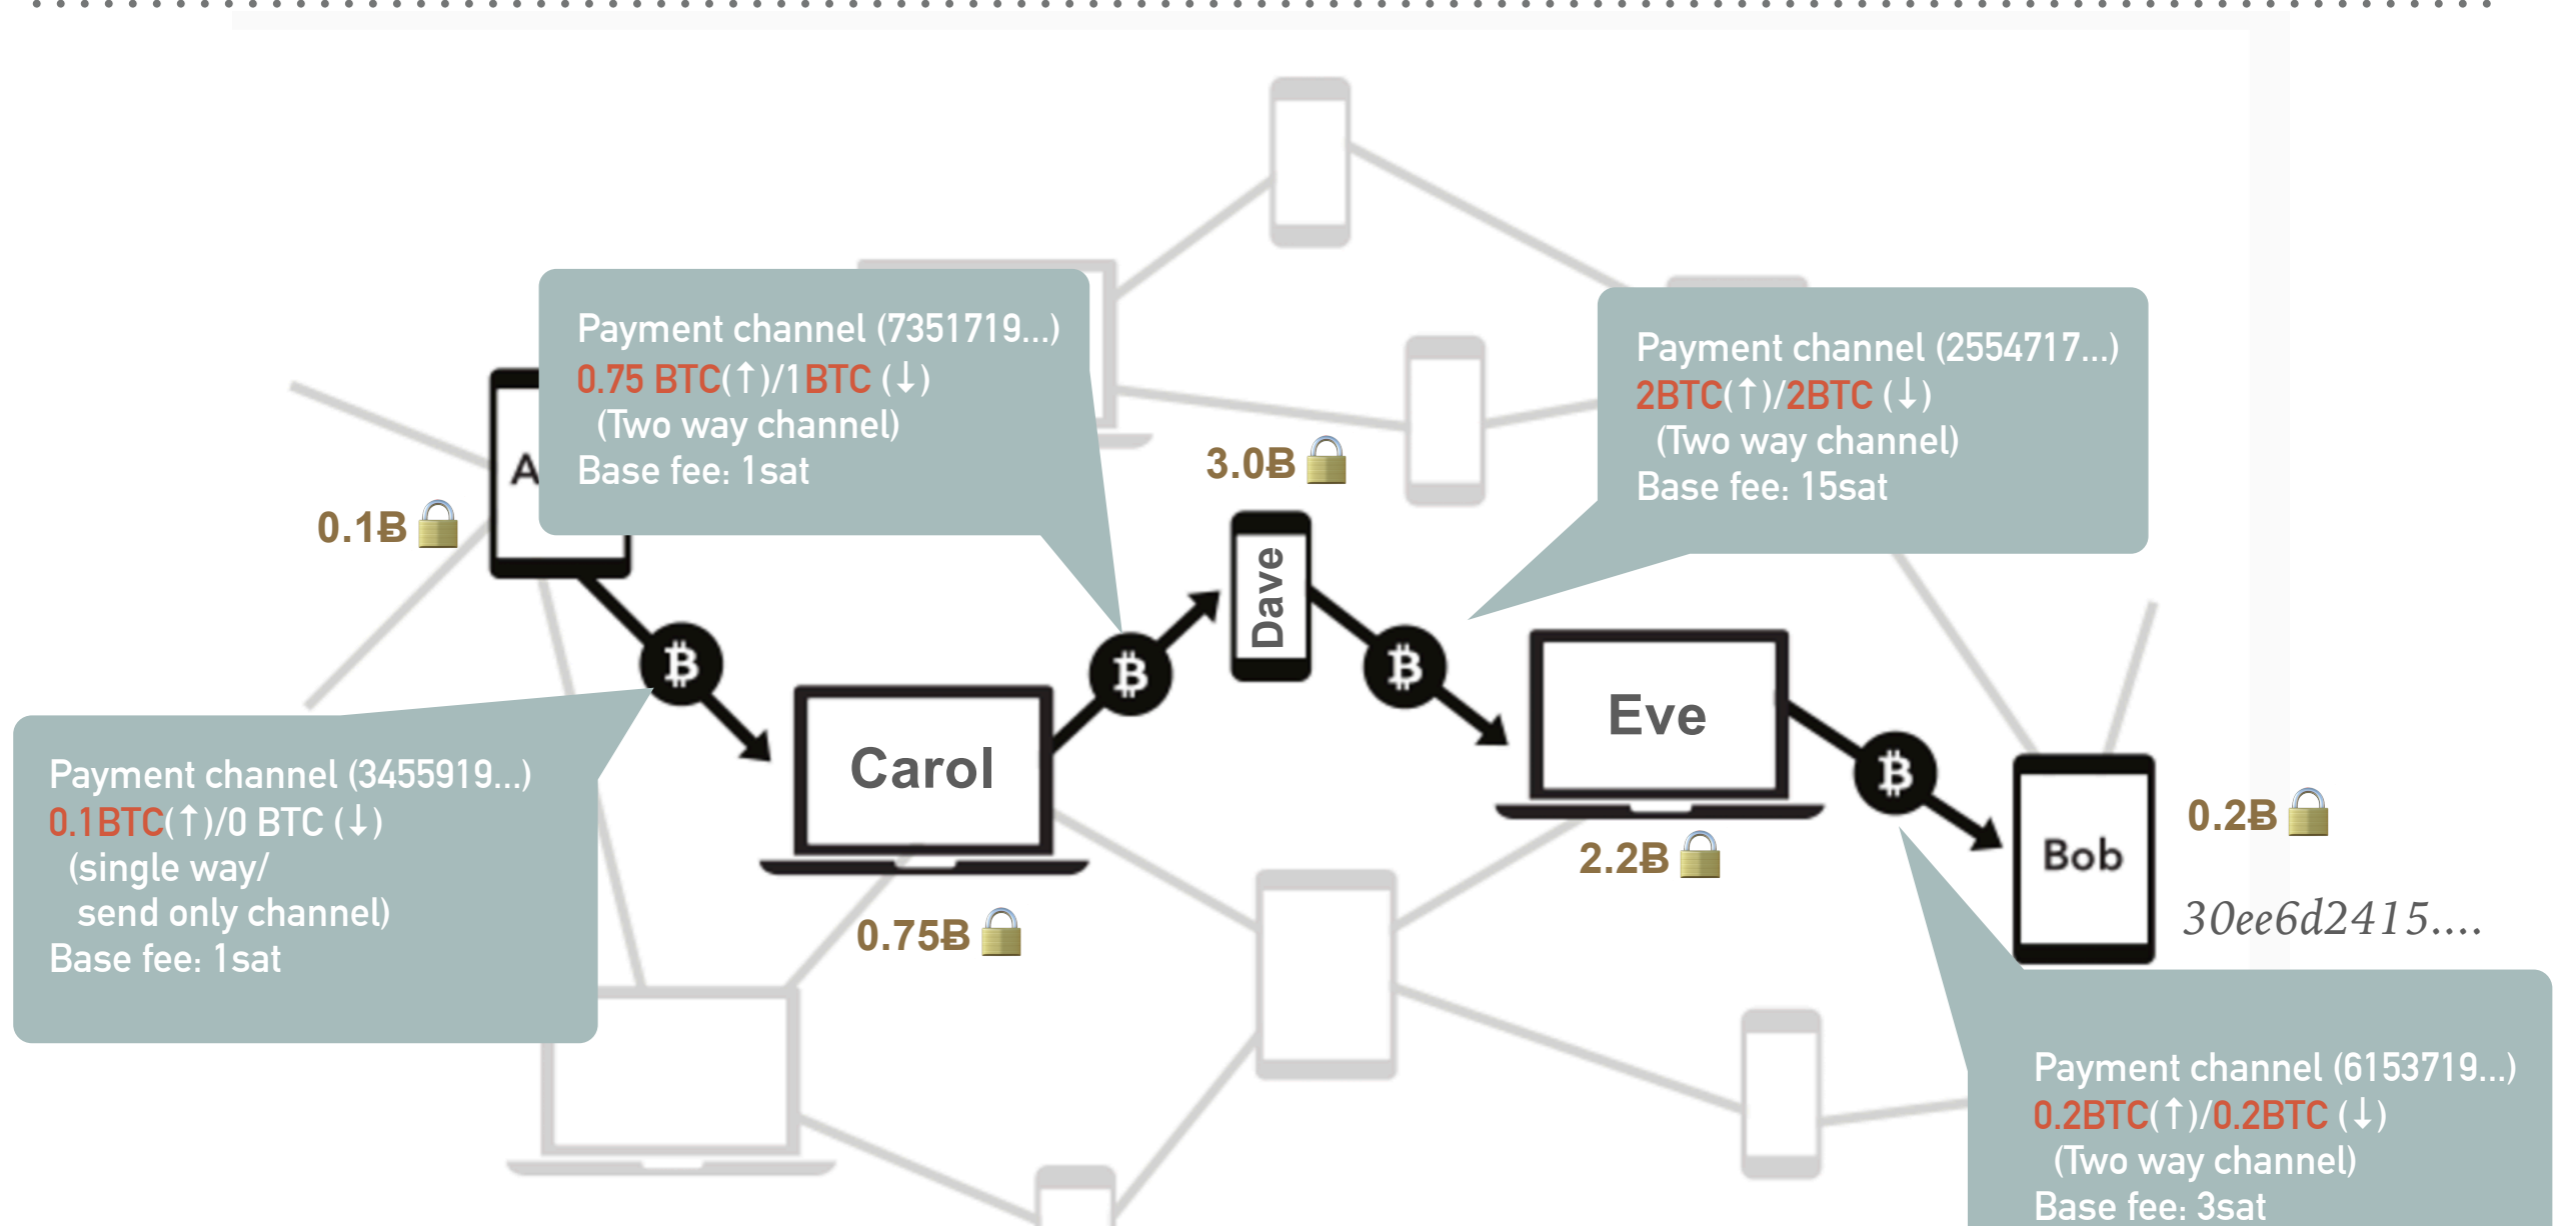 Payment channel (7351719...)
0.75 BTC(↑)/1BTC (↓)
(Two way channel)
Base fee: 1sat
Payment channel (2554717...)
2BTC(↑)/2BTC (↓)
(Two way channel)
Base fee: 15sat
3.0Ƀ
A
0.1Ƀ
Dave
Payment channel (3455919...)
0.1BTC(↑)/0 BTC (↓)
(single way/
send only channel)
Base fee: 1sat
Carol
0.75Ƀ
Eve
2.2Ƀ
Bob
0.2Ƀ
30ee6d2415....
Payment channel (6153719...)
0.2BTC(↑)/0.2BTC (↓)
(Two way channel)
Base fee: 3sat
₿
₿
₿
₿